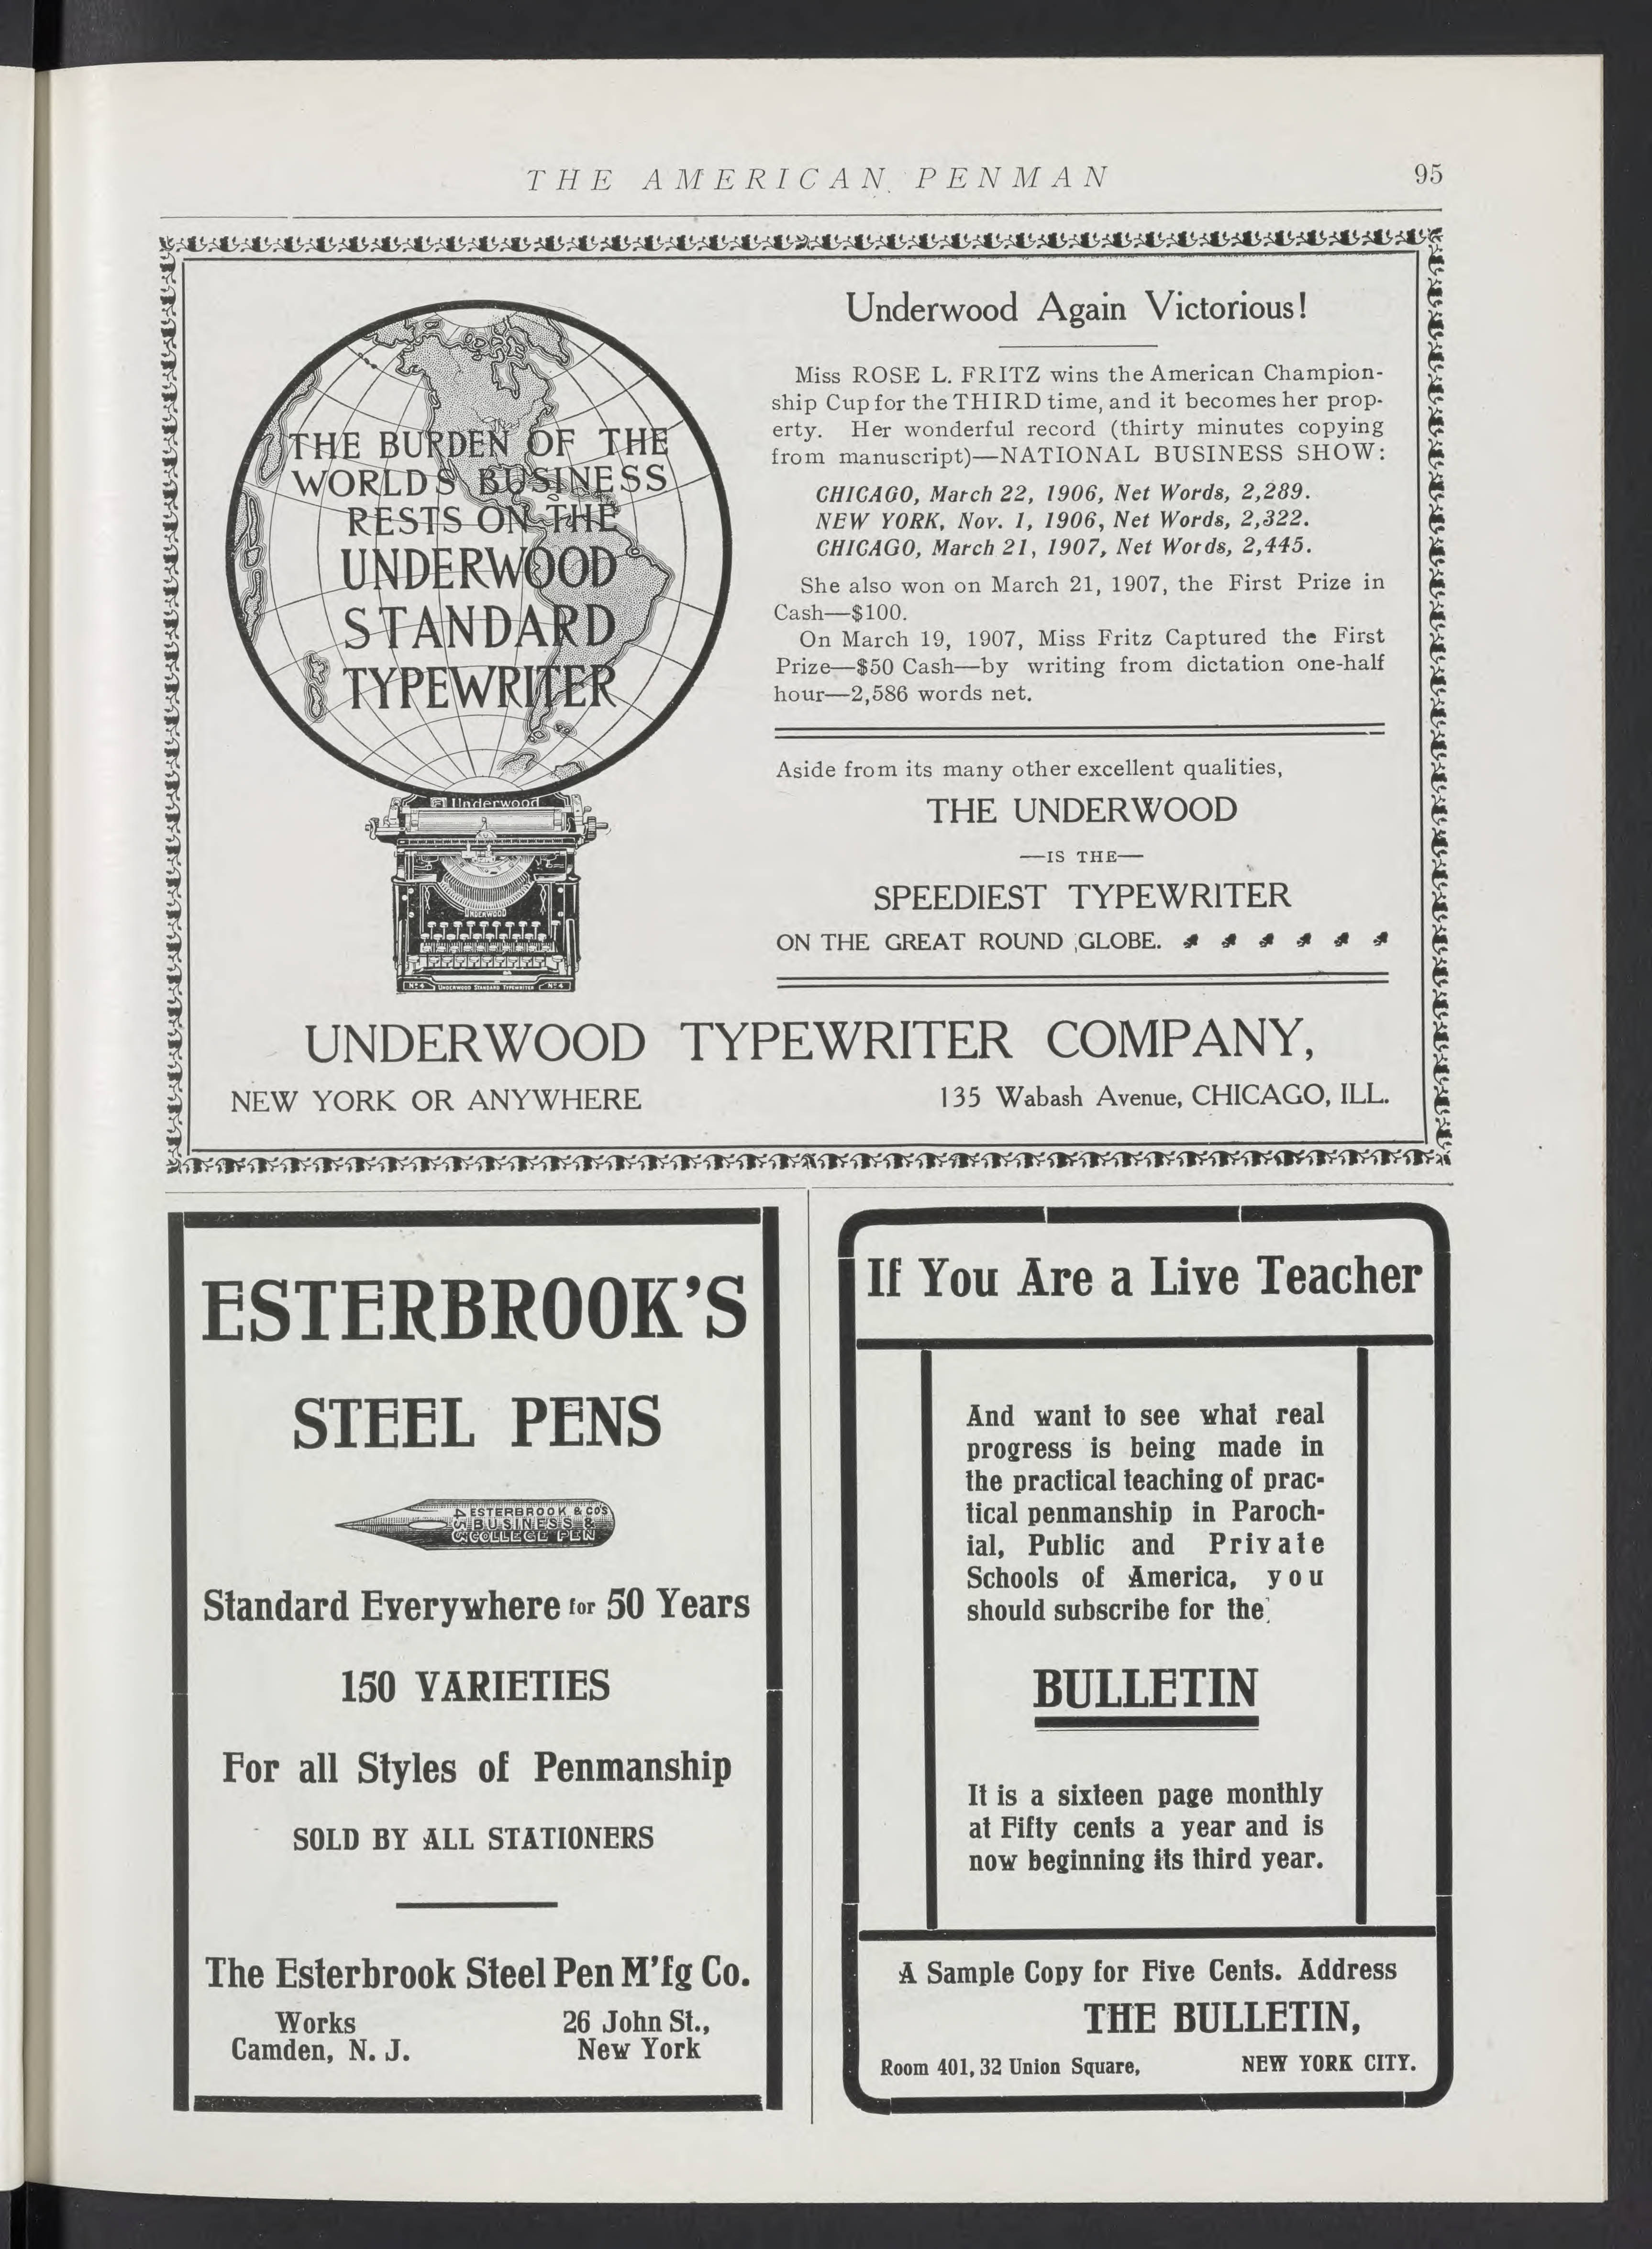 THE AMERICAN PENMAN
95
THE BURDEN OF THE
WORLDS BUSINESS
RESTS ON THE
UNDERWOOD
STANDARD
TYPEWRITER
Underwood
UNDERWOOD
No 4 UNDERWOOD STANDARD TYPEWRITER No 4
Underwood Again Victorious!
Miss ROSE L. FRITZ wins the American Champion-
ship Cup for the THIRD time, and it becomes her prop-
erty. Her wonderful record (thirty minutes copying
from manuscript)—NATIONAL BUSINESS SHOW:
CHICAGO, March 22, 1906, Net Words, 2,289.
NEW YORK, Nov. 1, 1906, Net Words, 2,322.
CHICAGO, March 21, 1907, Net Words, 2,445.
She also won on March 21, 1907, the First Prize in
Cash—$100.
On March 19, 1907, Miss Fritz Captured the First
Prize—$50 Cash—by writing from dictation one-half
hour—2,586 words net.
Aside from its many other excellent qualities,
THE UNDERWOOD
—IS THE—
SPEEDIEST TYPEWRITER
ON THE GREAT ROUND GLOBE.
UNDERWOOD TYPEWRITER COMPANY,
NEW YORK OR ANYWHERE
135 Wabash Avenue, CHICAGO, ILL.
ESTERBROOK'S
STEEL PENS
453
ESTERBROOK & CO'S
BUSINESS &
COLLEGE PEN
Standard Everywhere for 50 Years
150 VARIETIES
For all Styles of Penmanship
SOLD BY ALL STATIONERS
The Esterbrook Steel Pen M'fg Co.
Works
Camden, N. J.
26 John St.,
New York
If You Are a Live Teacher
And want to see what real
progress is being made in
the practical teaching of prac-
tical penmanship in Paroch-
ial, Public and Private
Schools of America, you
should subscribe for the
BULLETIN
It is a sixteen page monthly
at Fifty cents a year and is
now beginning its third year.
A Sample Copy for Five Cents. Address
THE BULLETIN,
Room 401, 32 Union Square,
NEW YORK CITY.